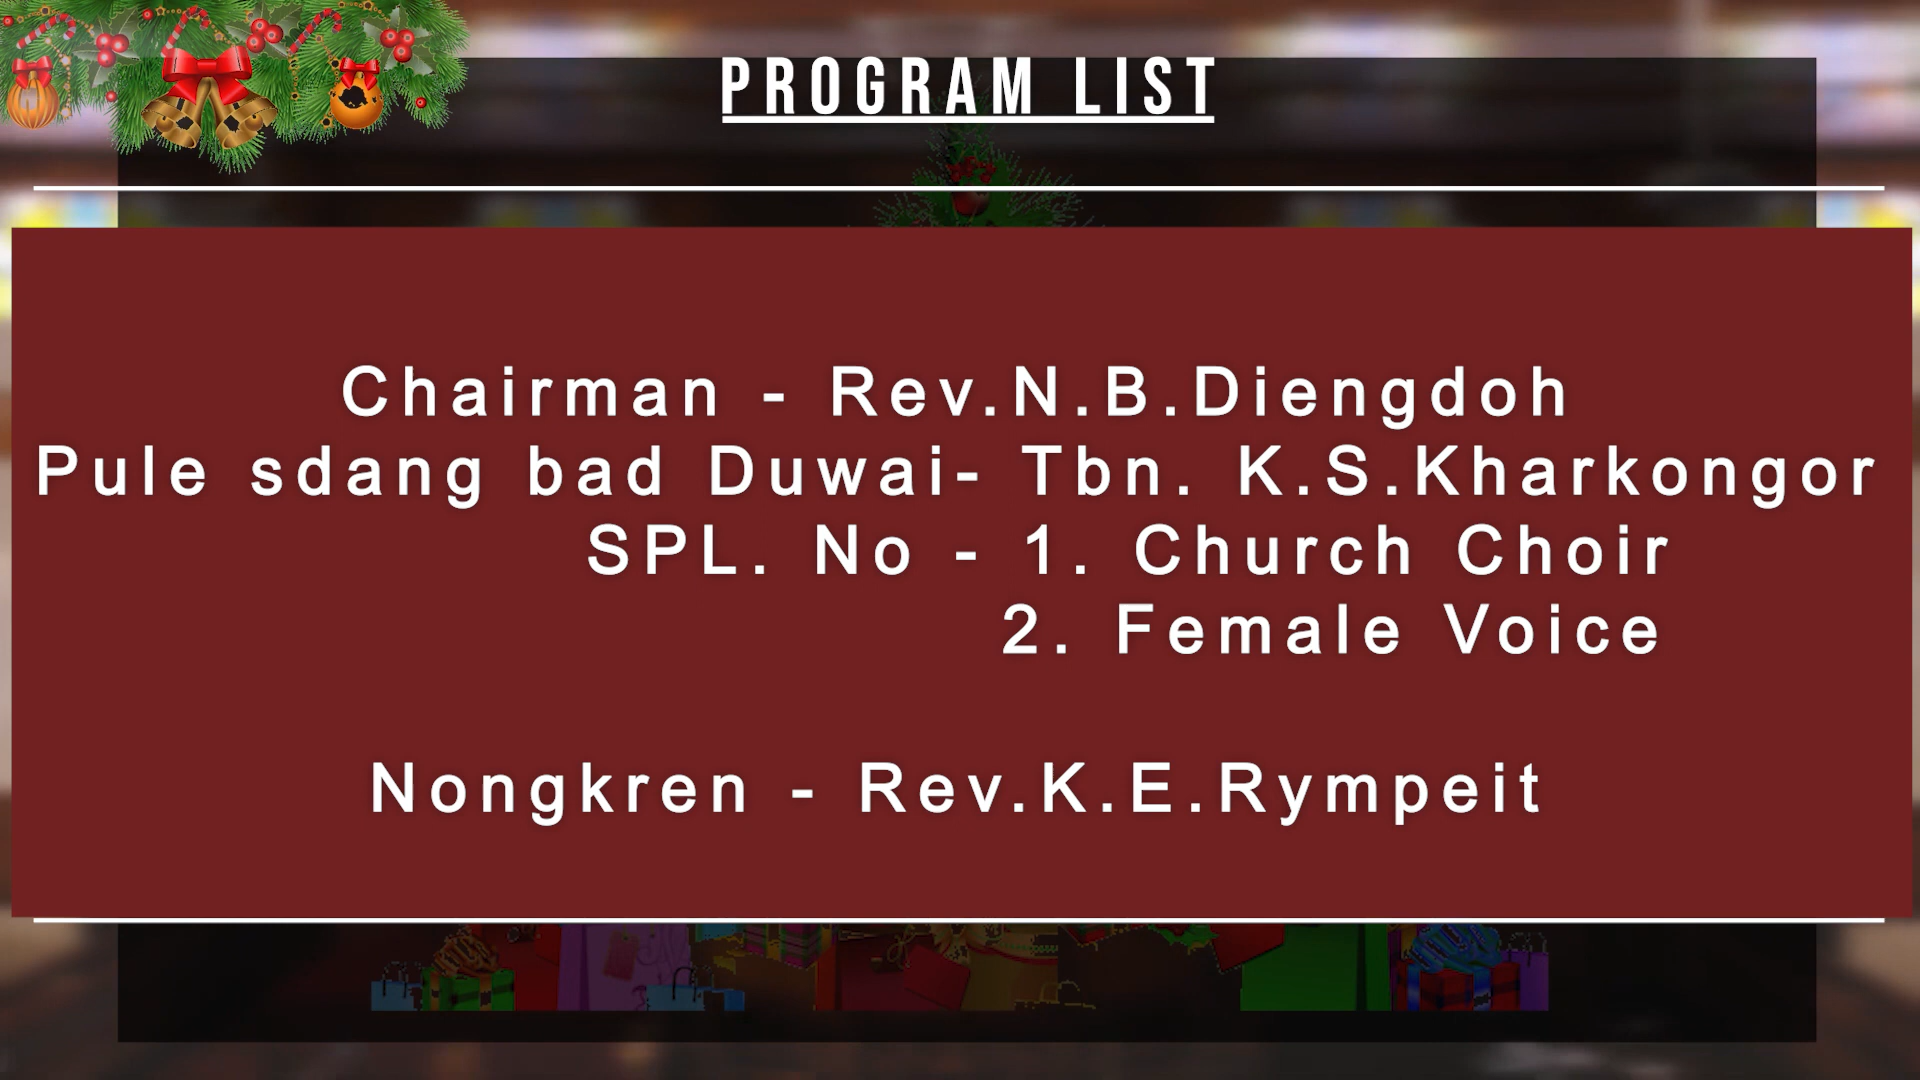 PROGRAM LIST
Chairman - Rev.N.B.Diengdoh
Pule sdang bad Duwai- Tbn. K.S.Kharkongor
SPL. No - 1. Church Choir
2. Female Voice
Nongkren - Rev.K.E.Rympeit